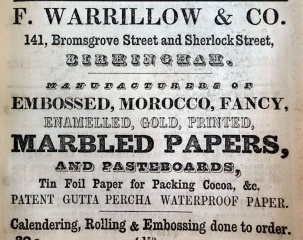 F. WARRILLOW & CO.
141, Bromsgrove Street and Sherlock Street,
BIRMINGHAM.
MANUFACTURERS OF
EMBOSSED, MOROCCO, FANCY,
ENAMELLED, GOLD, PRINTED,
MARBLED PAPERS,
AND PASTEBOARDS,
Tin Foil Paper for Packing Cocoa, &c.
PATENT GUTTA PERCHA WATERPROOF PAPER.
Calendering, Rolling & Embossing done to order.